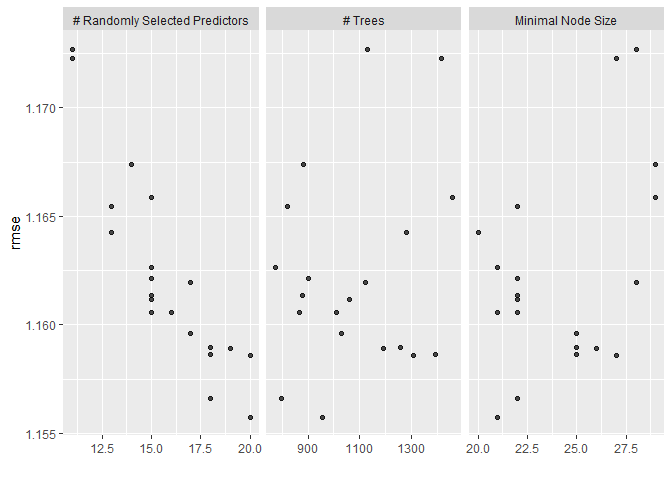 # Randomly Selected Predictors # Trees Minimal Node Size
rmse
1.170
1.165
1.160
1.155
12.5 15.0 17.5 20.0 900 1100 1300 20.0 22.5 25.0 27.5